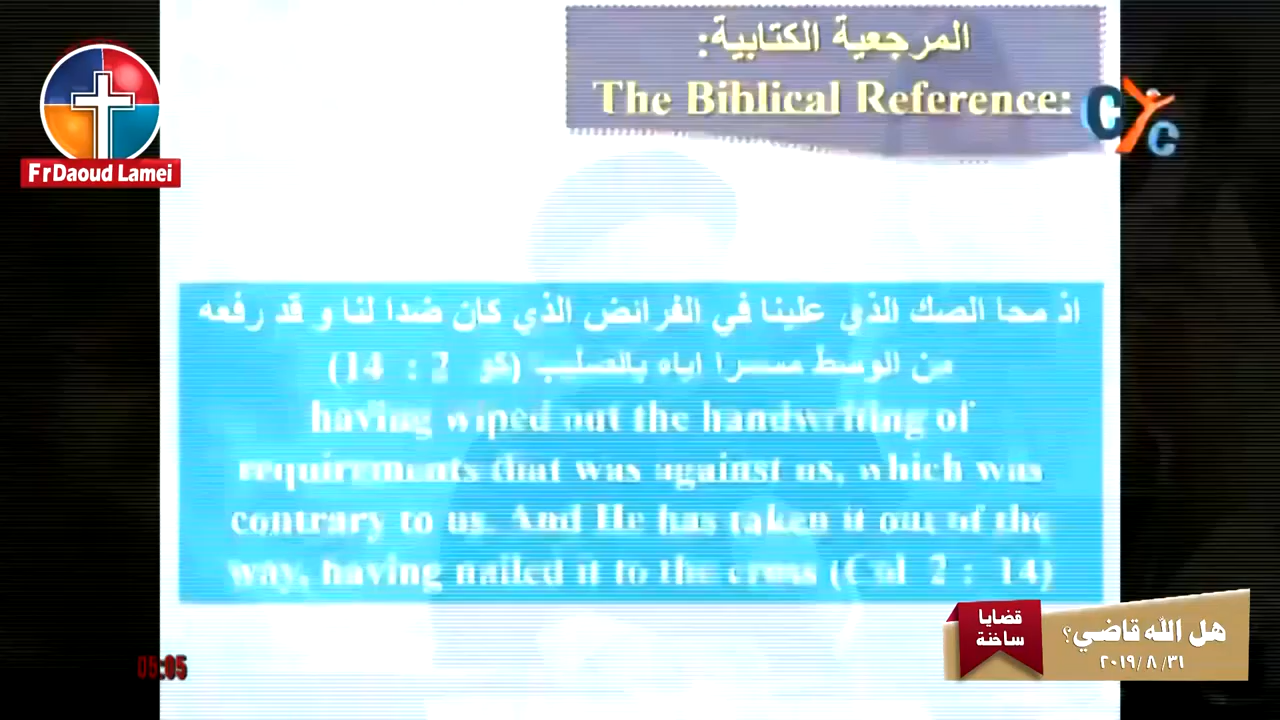 المرجعية الكتابية:
The Biblical Reference:
CYC
FrDaoud Lamei
اذ محا الصك الذي علينا في الفرائض الذي كان ضدا لنا و قد رفعه
من الوسط مسمرا اياه بالصليب (كو 2 : 14)
having wiped out the handwriting of
requirements that was against us, which was
contrary to us. And He has taken it out of the
way, having nailed it to the cross (Col 2 : 14)
قضايا
ساخنة
هل الله قاضي؟
٢٠١٩/ ٨ /٣١
05:05